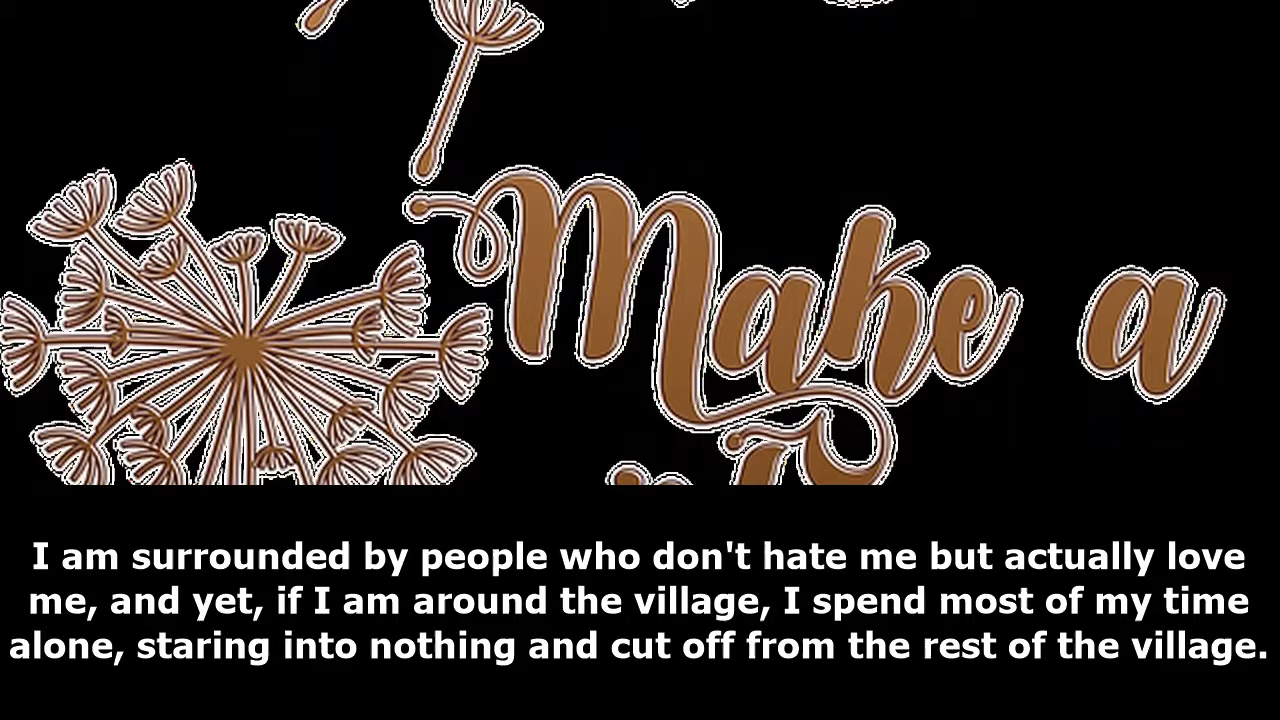 Make a
I am surrounded by people who don't hate me but actually love
me, and yet, if I am around the village, I spend most of my time
alone, staring into nothing and cut off from the rest of the village.